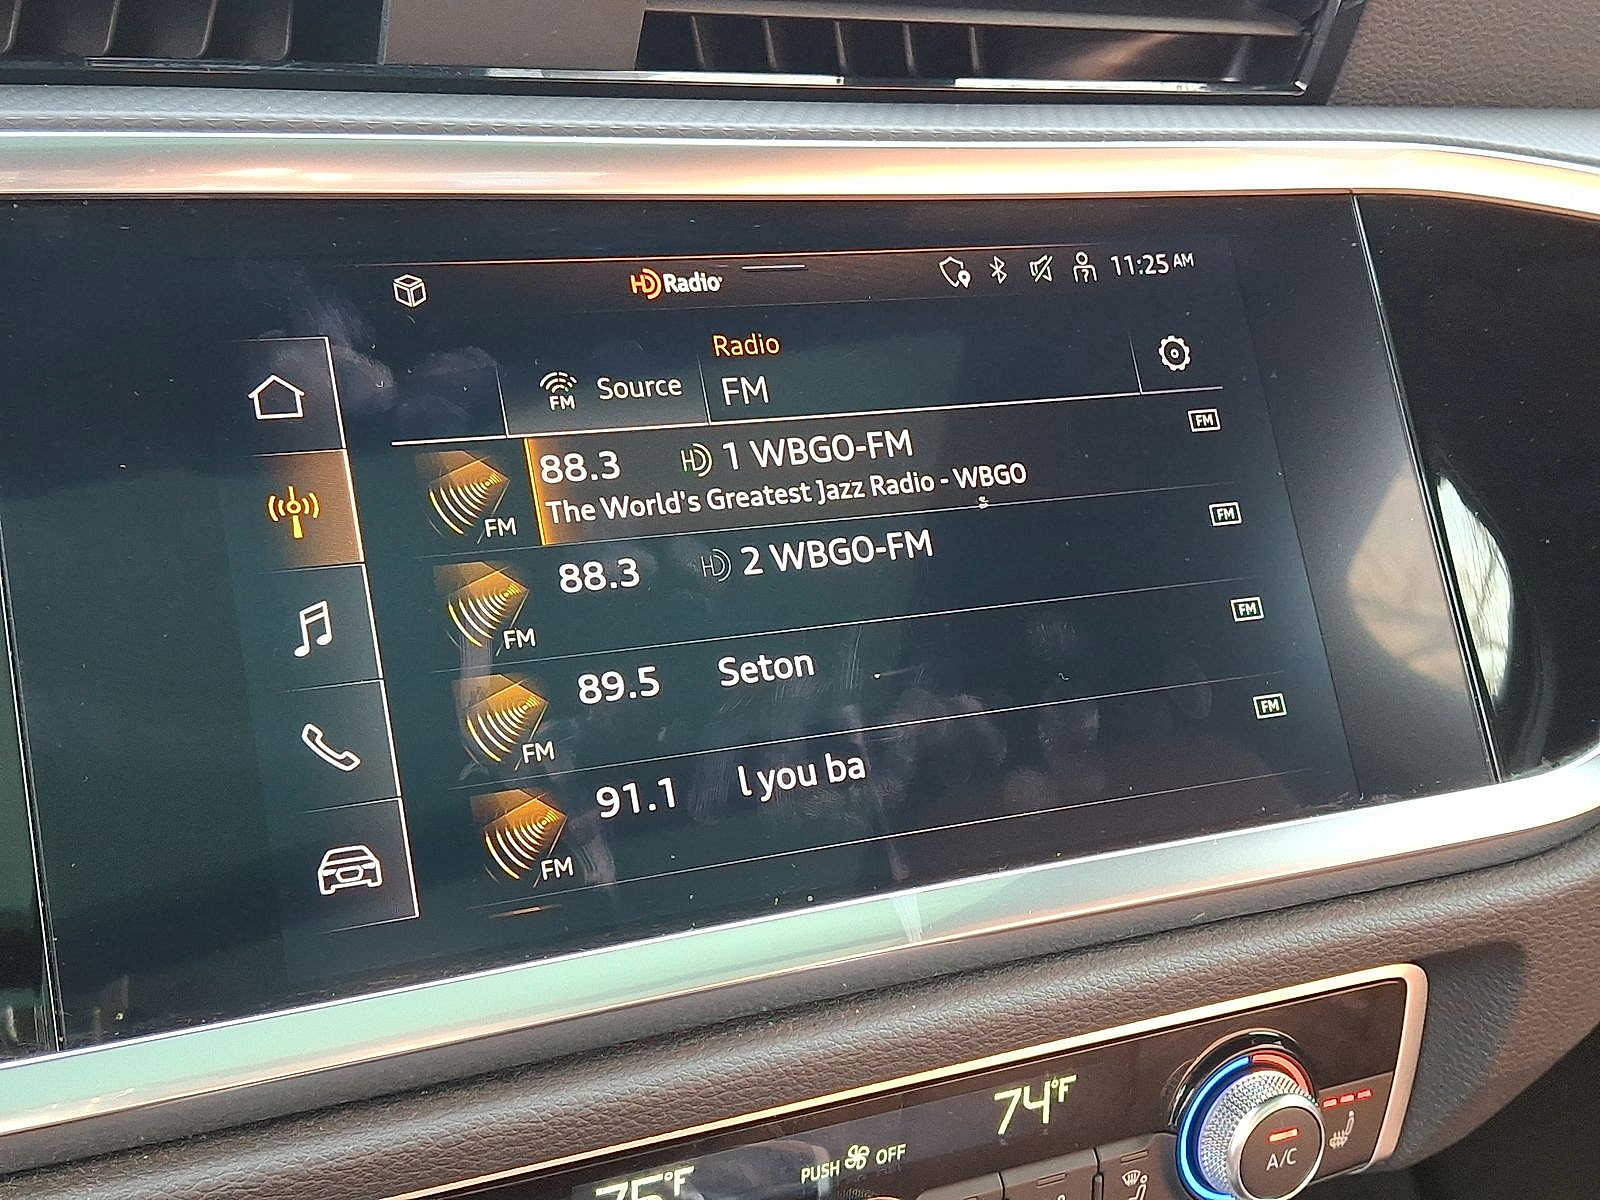 HD Radio
11:25 AM
Radio
FM Source FM
88.3 HD 1 WBGO-FM FM
The World's Greatest Jazz Radio - WBGO
FM
88.3 HD 2 WBGO-FM FM
FM
89.5 Seton FM
FM
91.1 l you ba FM
FM
74°F
75°F PUSH OFF
A/C